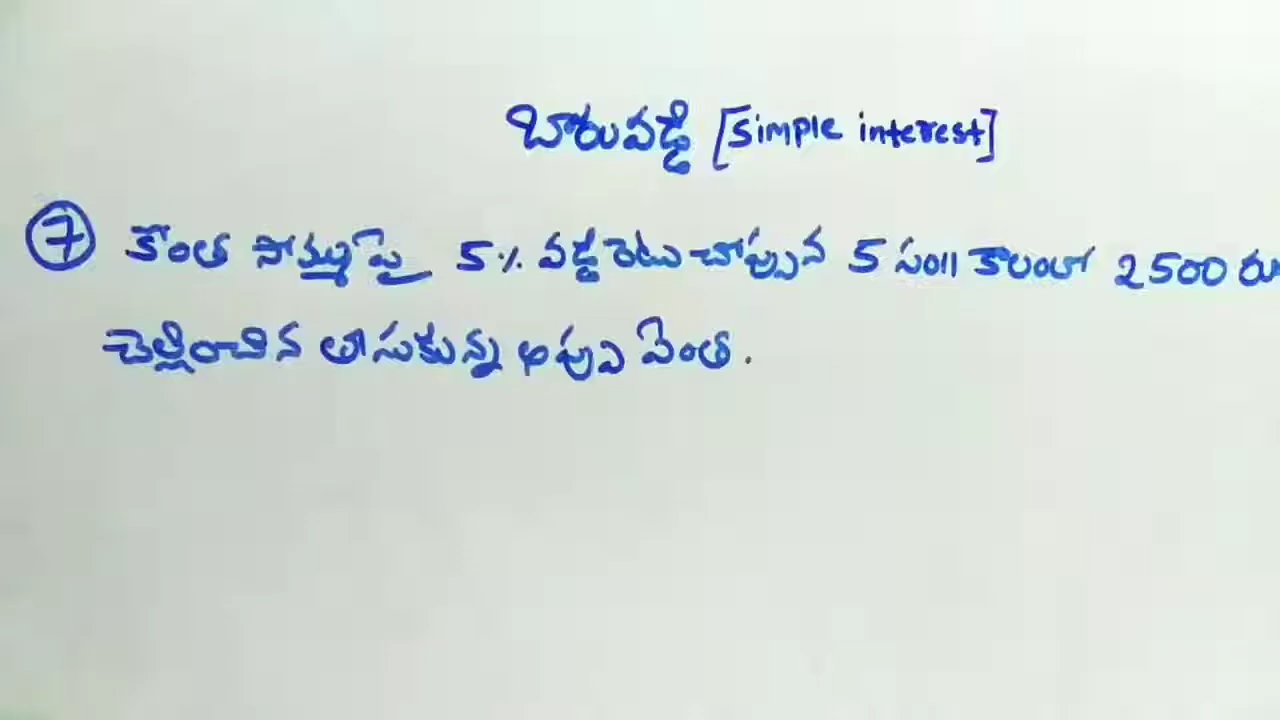 బారువడ్డీ [Simple interest]
7 కొంత సొమ్ముపై 5% వడ్డీ రేటు చొప్పున 5 సం॥ కాలంలో 2500 రు
చెల్లించిన తీసుకున్న అప్పు ఎంత.